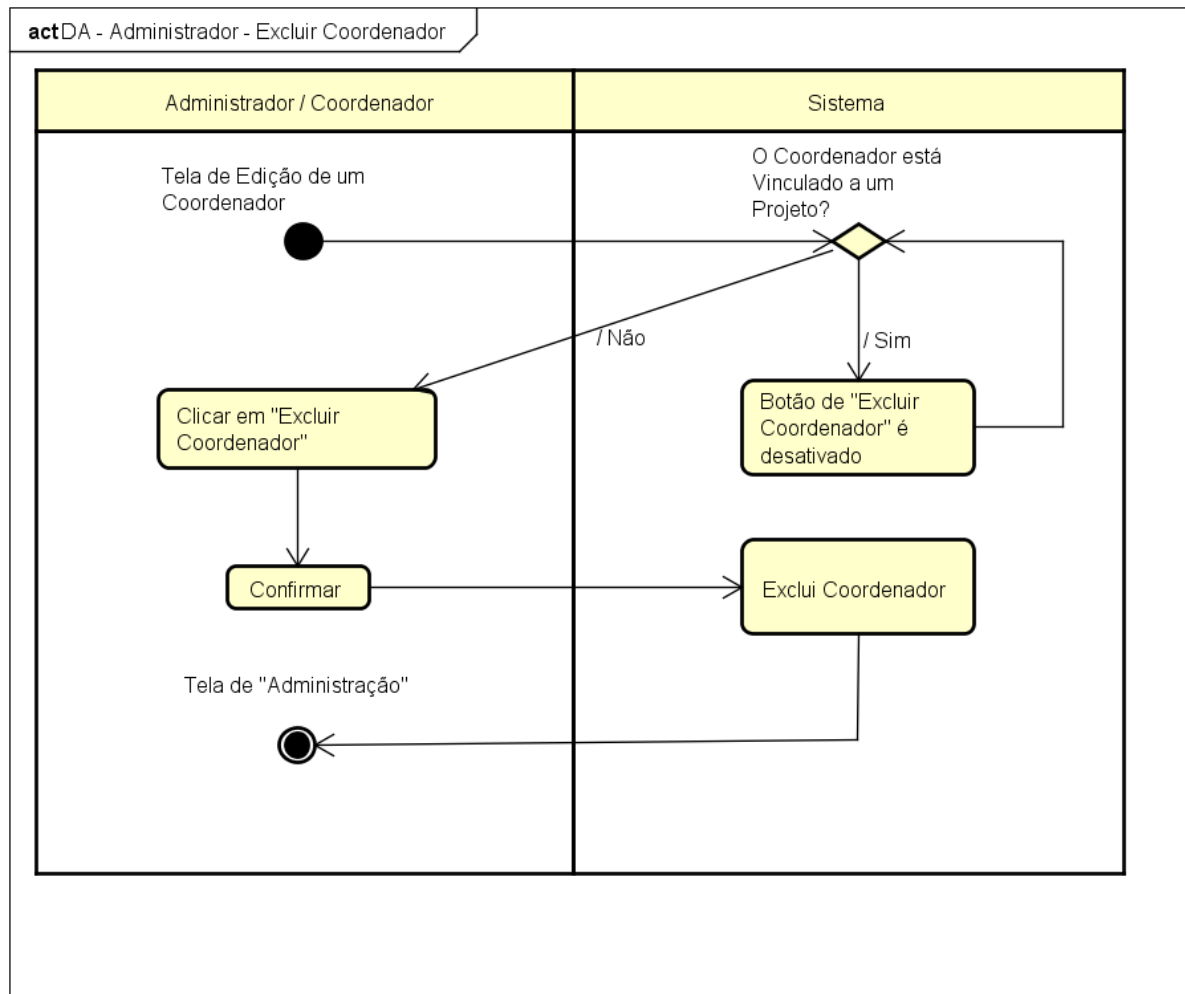 act DA - Administrador - Excluir Coordenador
Administrador / Coordenador
Sistema
Tela de Edição de um
Coordenador
O Coordenador está
Vinculado a um
Projeto?
/ Não
/ Sim
Clicar em "Excluir
Coordenador"
Botão de "Excluir
Coordenador" é
desativado
Confirmar
Exclui Coordenador
Tela de "Administração"